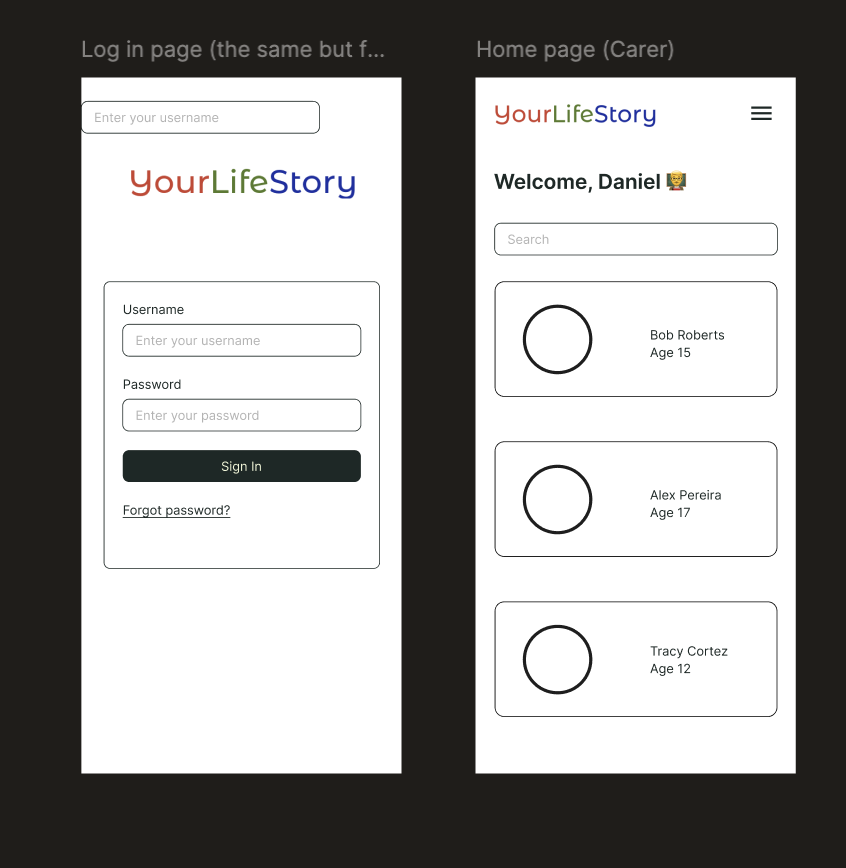 Log in page (the same but f...
Enter your username
YourLifeStory
Username
Enter your username
Password
Enter your password
Sign In
Forgot password?
Home page (Carer)
YourLifeStory
Welcome, Daniel
Search
Bob Roberts
Age 15
Alex Pereira
Age 17
Tracy Cortez
Age 12